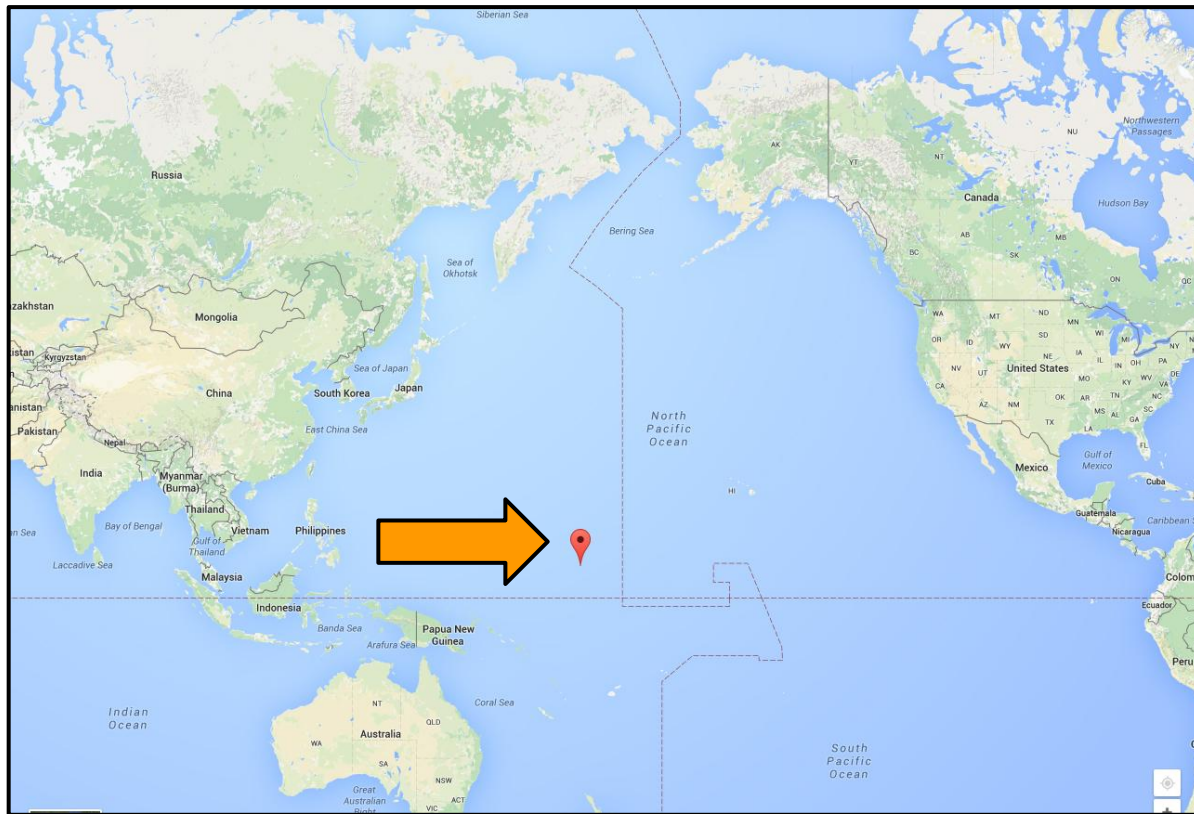 Siberian Sea
Northwestern
Passages
NU
AK
YT
NT
Russia
Canada
Hudson Bay
Bering Sea
Sea of
Okhotsk
AB
MB
BC
SK
ON
QC
zakhstan
Mongolia
WA
MT
ND
MN
OR
ID
WY
SD
WI
MI
NY
stan
Kyrgyzstan
Sea of Japan
NE
IA
IL
IN
OH
PA
NV
UT
United States
MO
KY
WV
DE
VA
anistan
China
South Korea
Japan
CA
OK
AR
TN
NC
AZ
NM
MS
AL
SC
GA
TX
LA
Pakistan
East China Sea
North
Pacific
Ocean
FL
Nepal
Gulf of
Mexico
India
Myanmar
(Burma)
Mexico
Cuba
HI
Thailand
Guatemala
Caribbean S
Bay of Bengal
Vietnam
Philippines
Nicaragua
an Sea
Gulf of
Thailand
Laccadive Sea
Malaysia
Colom
Indonesia
Ecuador
Banda Sea
Papua New
Guinea
Arafura Sea
Peru
Coral Sea
NT
QLD
Indian
Ocean
Australia
WA
SA
South
Pacific
Ocean
NSW
Great
Australian
Bight
ACT
VIC